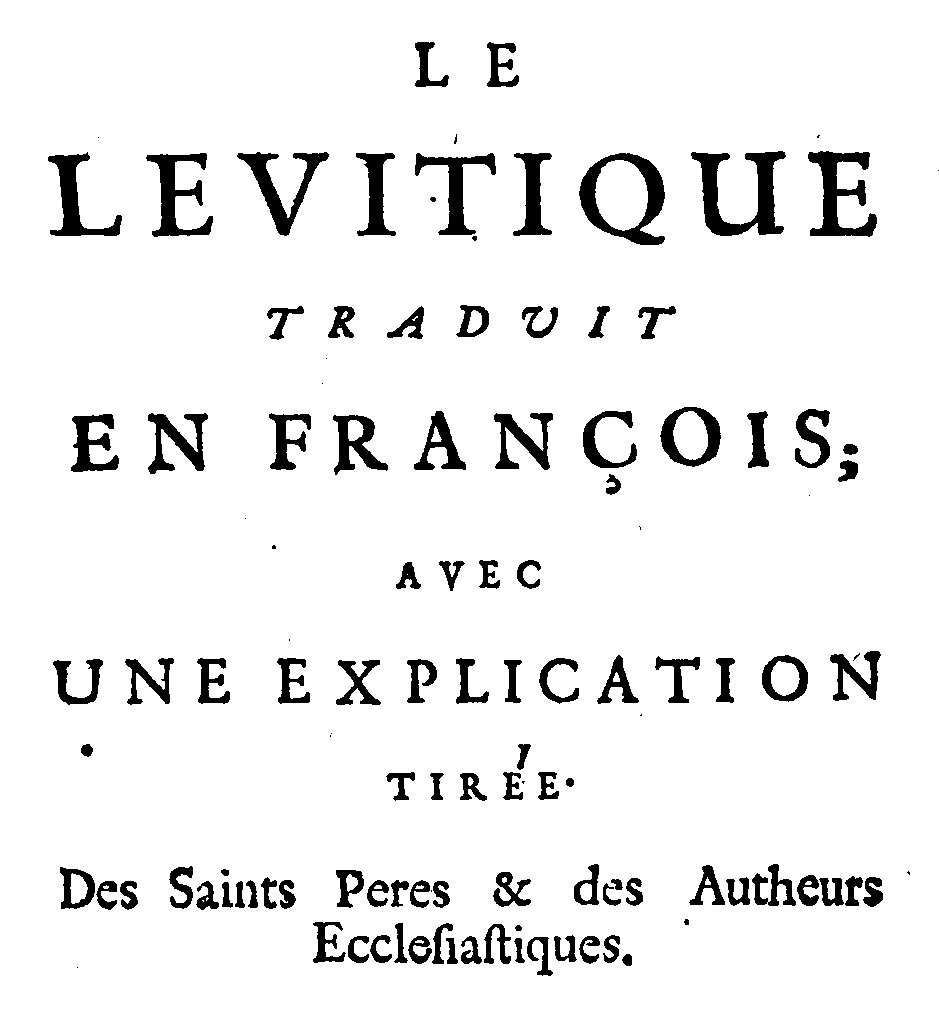 LE
LEVITIQUE
TRADUIT
EN FRANÇOIS;
AVEC
UNE EXPLICATION
TIRÉE
Des Saints Peres & des Autheurs
Eccleſiaſtiques.